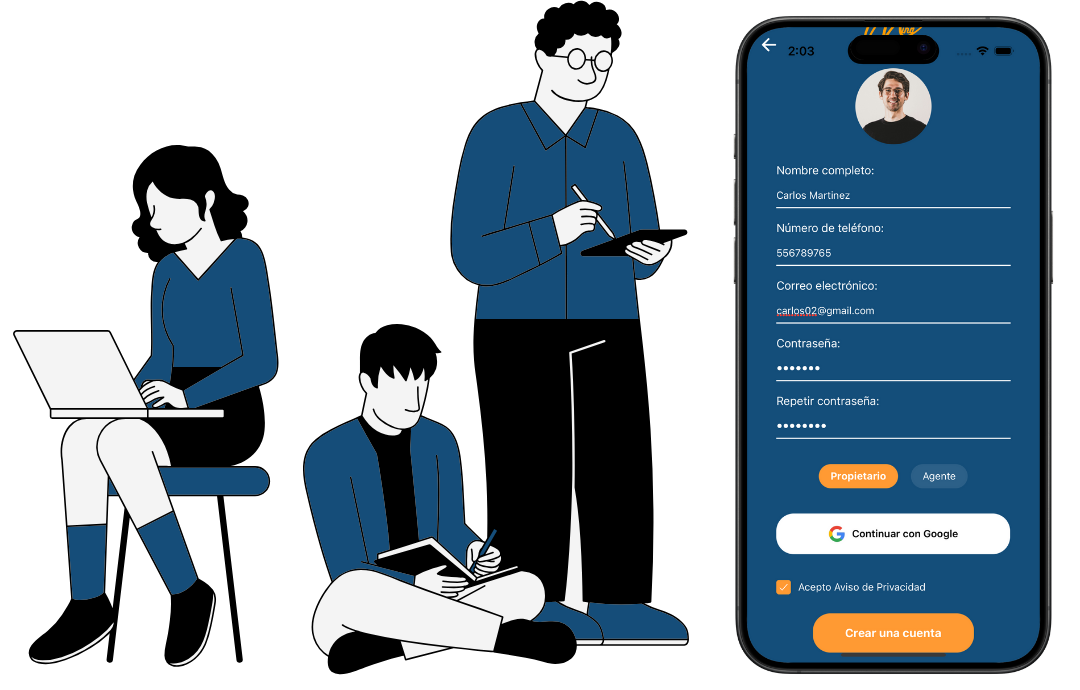 2:03
Nombre completo:
Carlos Martinez
Número de teléfono:
556789765
Correo electrónico:
carlos02@gmail.com
Contraseña:
•••••••
Repetir contraseña:
••••••••
Propietario Agente
Continuar con Google
Acepto Aviso de Privacidad
Crear una cuenta